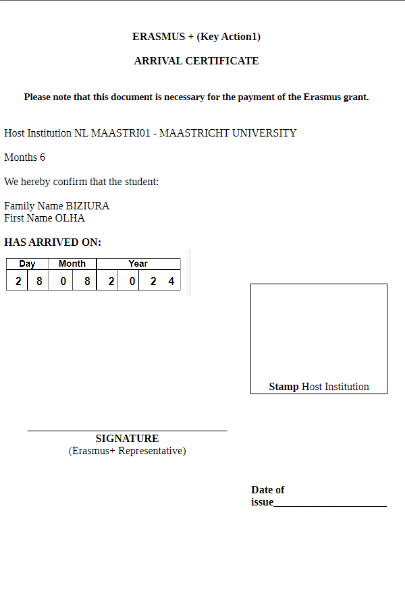 ERASMUS + (Key Action1)
ARRIVAL CERTIFICATE
Please note that this document is necessary for the payment of the Erasmus grant.
Host Institution NL MAASTRI01 - MAASTRICHT UNIVERSITY
Months 6
We hereby confirm that the student:
Family Name BIZIURA
First Name OLHA
HAS ARRIVED ON:
Day Month Year
2 8 0 8 2 0 2 4
Stamp Host Institution
SIGNATURE
(Erasmus+ Representative)
Date of
issue